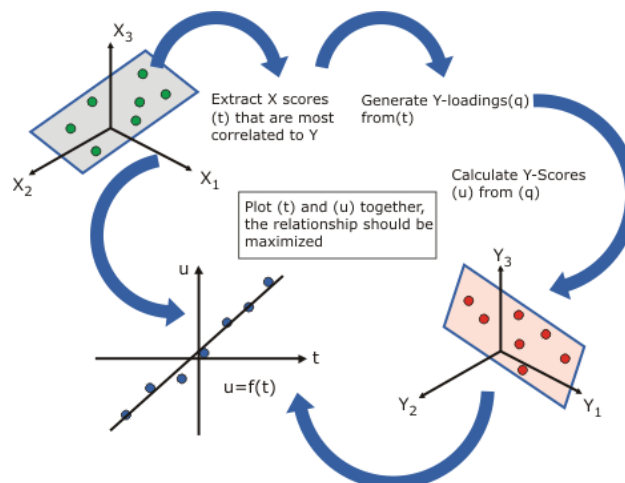 X3
X2
X1
Extract X scores
(t) that are most
correlated to Y
Generate Y-loadings(q)
from(t)
Calculate Y-Scores
(u) from (q)
Plot (t) and (u) together,
the relationship should be
maximized
u
t
u=f(t)
Y3
Y2
Y1